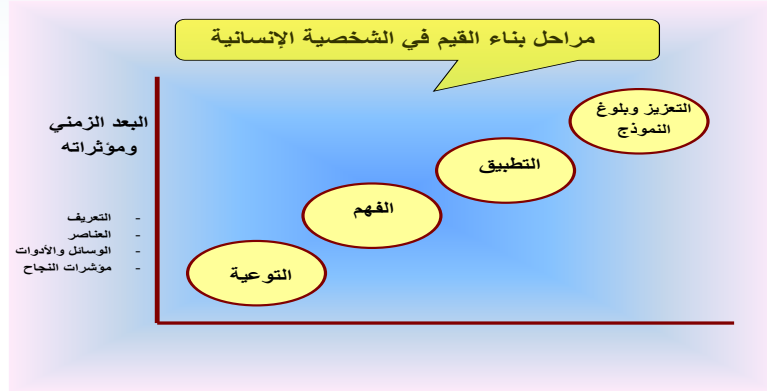 مراحل بناء القيم في الشخصية الإنسانية
البعد الزمني
ومؤثراته
- التعريف
- العناصر
- الوسائل والأدوات
- مؤشرات النجاح
التعزيز وبلوغ
النموذج
التطبيق
الفهم
التوعية